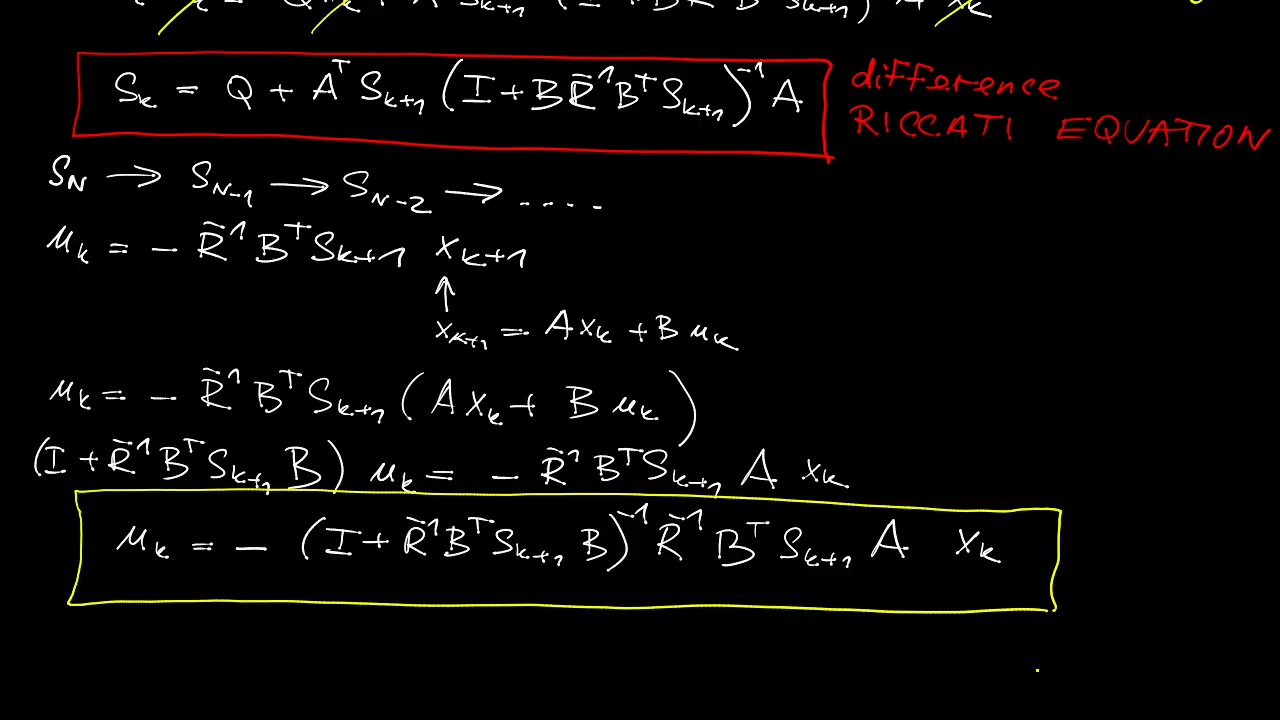 S_k = Q + A^T S_{k+1} (I + B R^{-1} B^T S_{k+1})^{-1} A
difference
RICCATI EQUATION
S_N → S_{N-1} → S_{N-2} → ....
u_k = - R^{-1} B^T S_{k+1} x_{k+1}
↑
x_{k+1} = A x_k + B u_k
u_k = - R^{-1} B^T S_{k+1} (A x_k + B u_k)
(I + R^{-1} B^T S_{k+1} B) u_k = - R^{-1} B^T S_{k+1} A x_k
u_k = - (I + R^{-1} B^T S_{k+1} B)^{-1} R^{-1} B^T S_{k+1} A x_k